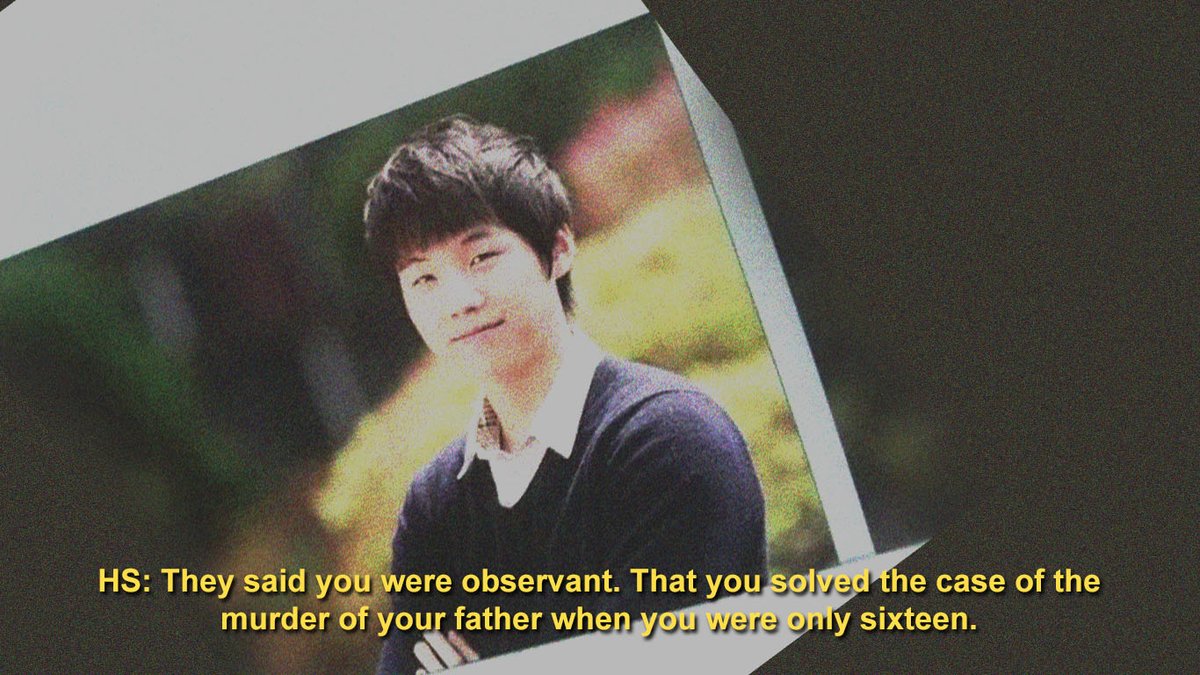 HS: They said you were observant. That you solved the case of the
murder of your father when you were only sixteen.